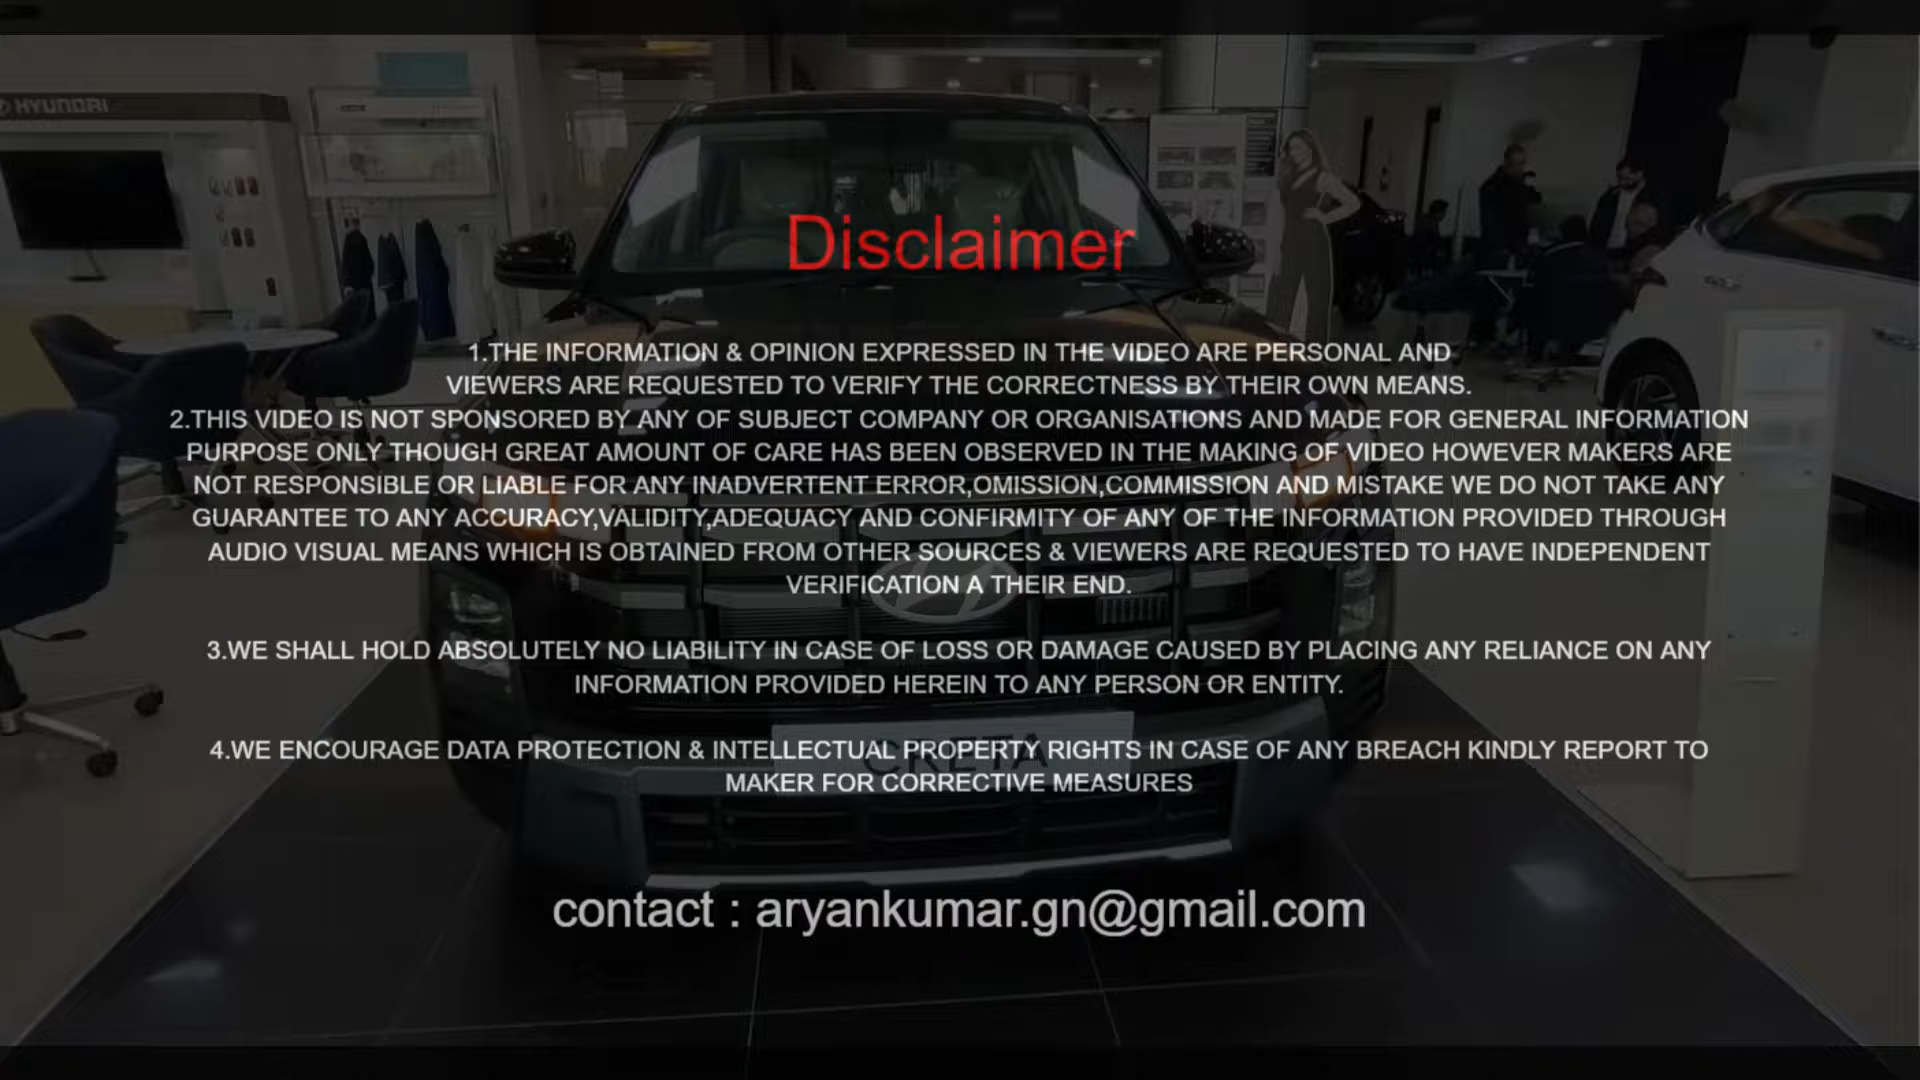 HYUNDAI
Disclaimer
1.THE INFORMATION & OPINION EXPRESSED IN THE VIDEO ARE PERSONAL AND
VIEWERS ARE REQUESTED TO VERIFY THE CORRECTNESS BY THEIR OWN MEANS.
2.THIS VIDEO IS NOT SPONSORED BY ANY OF SUBJECT COMPANY OR ORGANISATIONS AND MADE FOR GENERAL INFORMATION
PURPOSE ONLY THOUGH GREAT AMOUNT OF CARE HAS BEEN OBSERVED IN THE MAKING OF VIDEO HOWEVER MAKERS ARE
NOT RESPONSIBLE OR LIABLE FOR ANY INADVERTENT ERROR,OMISSION,COMMISSION AND MISTAKE WE DO NOT TAKE ANY
GUARANTEE TO ANY ACCURACY,VALIDITY,ADEQUACY AND CONFIRMITY OF ANY OF THE INFORMATION PROVIDED THROUGH
AUDIO VISUAL MEANS WHICH IS OBTAINED FROM OTHER SOURCES & VIEWERS ARE REQUESTED TO HAVE INDEPENDENT
VERIFICATION A THEIR END.
3.WE SHALL HOLD ABSOLUTELY NO LIABILITY IN CASE OF LOSS OR DAMAGE CAUSED BY PLACING ANY RELIANCE ON ANY
INFORMATION PROVIDED HEREIN TO ANY PERSON OR ENTITY.
4.WE ENCOURAGE DATA PROTECTION & INTELLECTUAL PROPERTY RIGHTS IN CASE OF ANY BREACH KINDLY REPORT TO
CRETA
MAKER FOR CORRECTIVE MEASURES
contact : aryankumar.gn@gmail.com